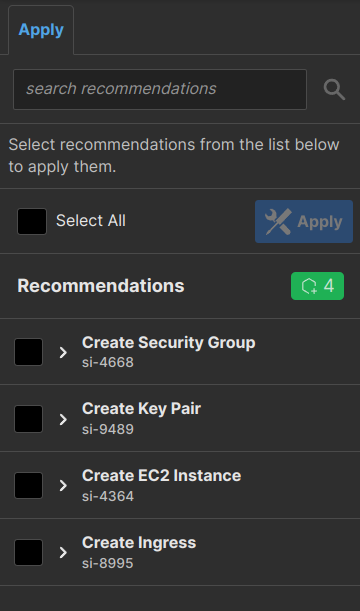 Apply
search recommendations
Select recommendations from the list below
to apply them.
Select All
Apply
Recommendations
4
Create Security Group
si-4668
Create Key Pair
si-9489
Create EC2 Instance
si-4364
Create Ingress
si-8995